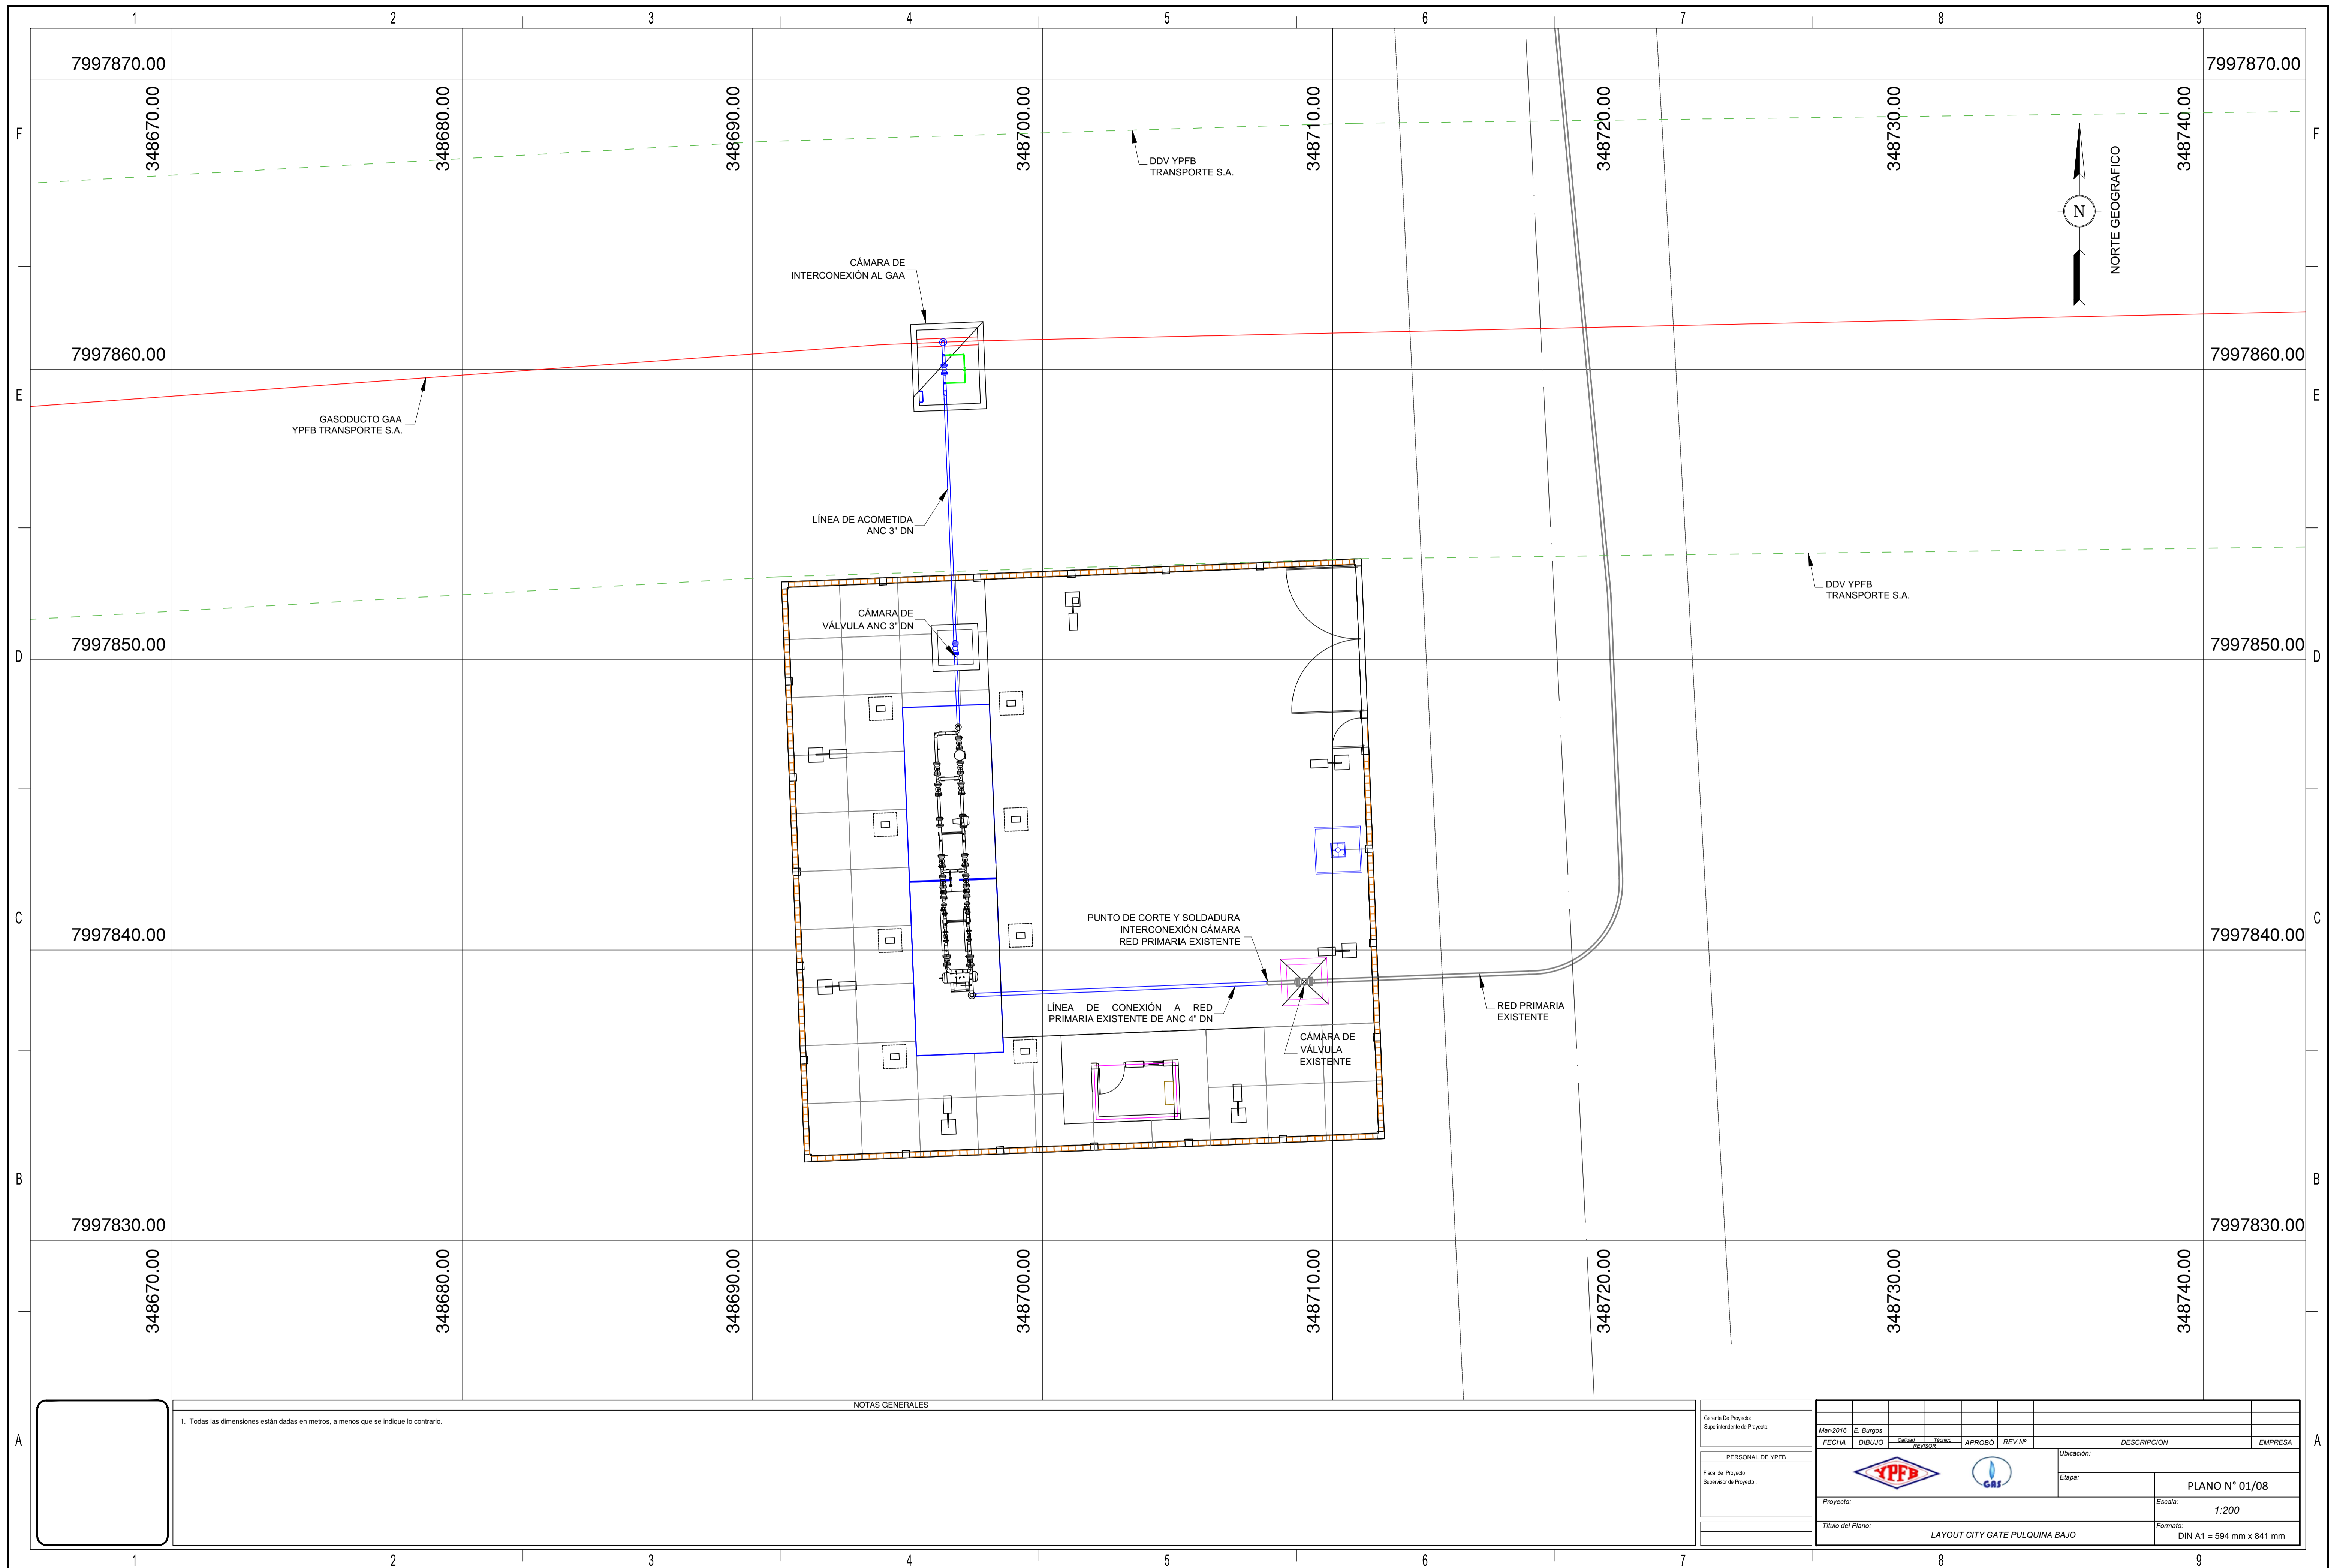 1 2 3 4 5 6 7 8 9
7997870.00 7997870.00
348670.00 348680.00 348690.00 348700.00 348710.00 348720.00 348730.00 348740.00
F F
DDV YPFB
TRANSPORTE S.A.
N
NORTE GEOGRAFICO
CÁMARA DE
INTERCONEXIÓN AL GAA
7997860.00 7997860.00
E E
GASODUCTO GAA
YPFB TRANSPORTE S.A.
LÍNEA DE ACOMETIDA
ANC 3" DN
DDV YPFB
TRANSPORTE S.A.
CÁMARA DE
VÁLVULA ANC 3" DN
7997850.00 7997850.00
D D
C C
PUNTO DE CORTE Y SOLDADURA
INTERCONEXIÓN CÁMARA
RED PRIMARIA EXISTENTE
7997840.00 7997840.00
LÍNEA DE CONEXIÓN A RED
PRIMARIA EXISTENTE DE ANC 4" DN
RED PRIMARIA
EXISTENTE
CÁMARA DE
VÁLVULA
EXISTENTE
B B
7997830.00 7997830.00
348670.00 348680.00 348690.00 348700.00 348710.00 348720.00 348730.00 348740.00
A A
NOTAS GENERALES
1. Todas las dimensiones están dadas en metros, a menos que se indique lo contrario.
Gerente De Proyecto:
Superintendente de Proyecto:
PERSONAL DE YPFB
Fiscal de Proyecto :
Supervisor de Proyecto :
Mar-2016 E. Burgos
FECHA DIBUJO Calidad Técnico APROBÓ REV.Nº DESCRIPCION EMPRESA
REVISOR
YPFB
GAS
Ubicación:
Etapa:
PLANO N° 01/08
Proyecto:
Escala:
1:200
Título del Plano:
LAYOUT CITY GATE PULQUINA BAJO
Formato:
DIN A1 = 594 mm x 841 mm
1 2 3 4 5 6 7 8 9